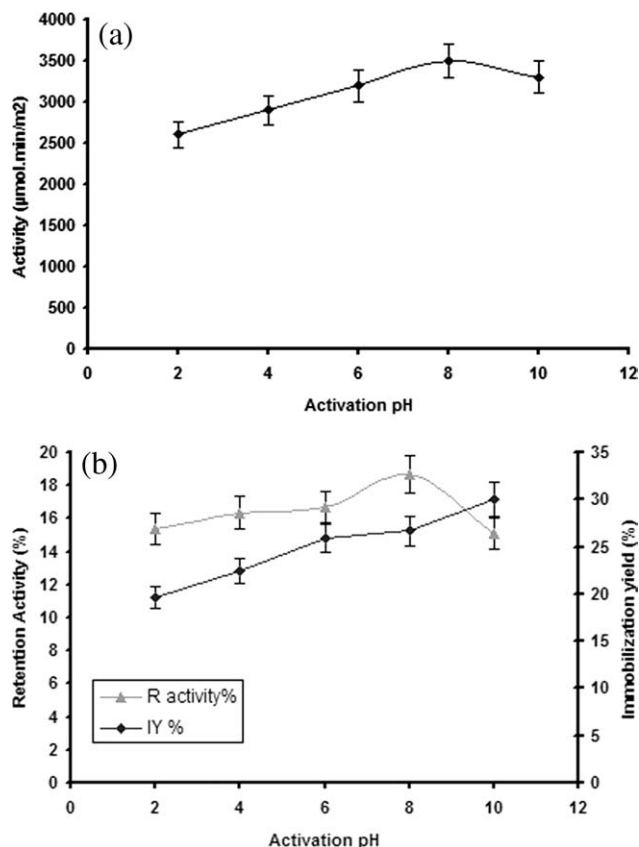 (a)
4000
3500
3000
2500
2000
1500
1000
500
0
Activity (µmol.min/m2)
0 2 4 6 8 10 12
Activation pH
(b)
20
18
16
14
12
10
8
6
4
2
0
Retention Activity (%)
R activity%
IY %
35
30
25
20
15
10
5
0
Immobilization yield (%)
0 2 4 6 8 10 12
Activation pH